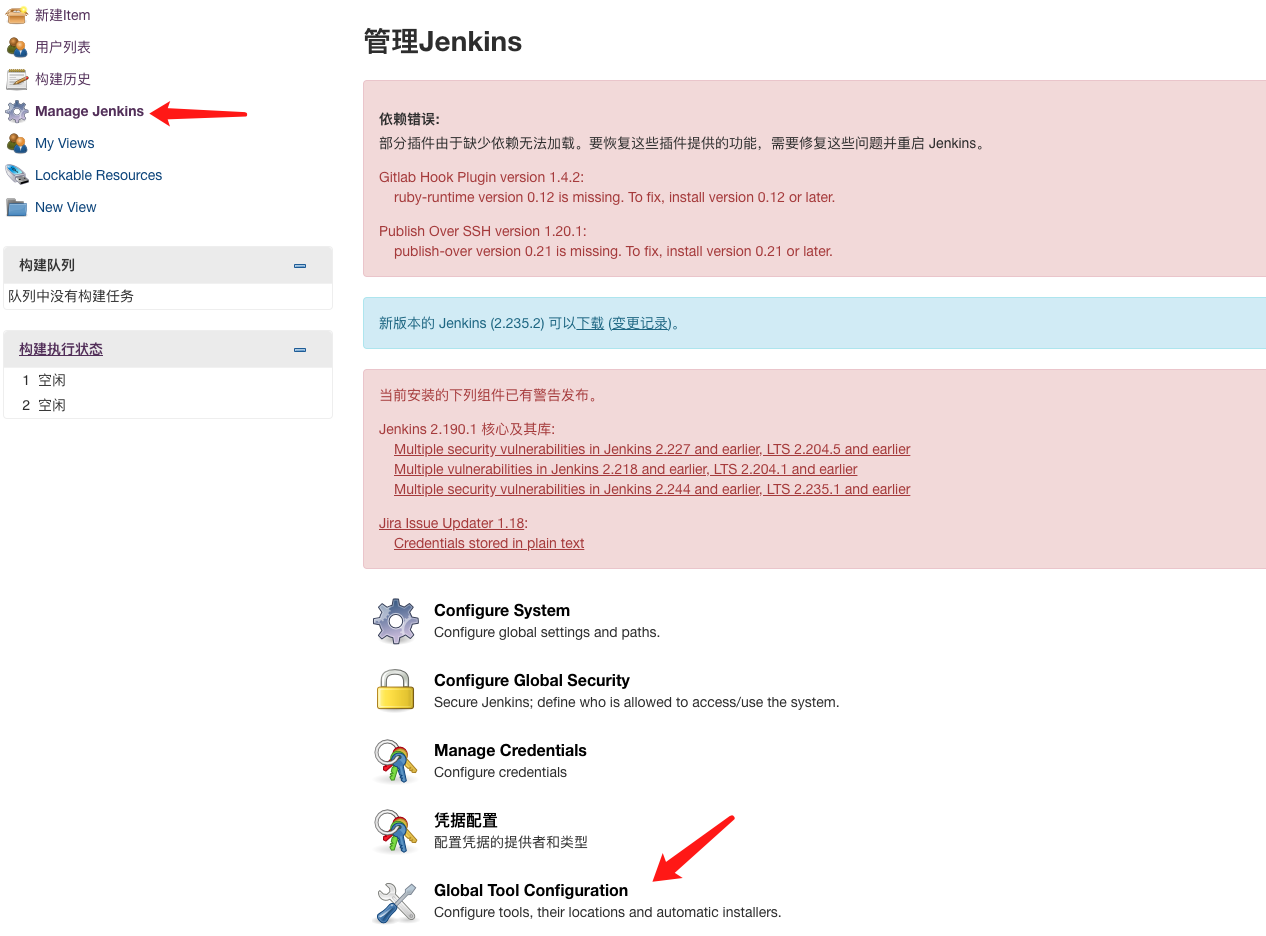 新建Item
用户列表
构建历史
Manage Jenkins
My Views
Lockable Resources
New View
构建队列
队列中没有构建任务
构建执行状态
1 空闲
2 空闲
管理Jenkins
依赖错误:
部分插件由于缺少依赖无法加载。要恢复这些插件提供的功能，需要修复这些问题并重启 Jenkins。
Gitlab Hook Plugin version 1.4.2:
ruby-runtime version 0.12 is missing. To fix, install version 0.12 or later.
Publish Over SSH version 1.20.1:
publish-over version 0.21 is missing. To fix, install version 0.21 or later.
新版本的 Jenkins (2.235.2) 可以下载 (变更记录)。
当前安装的下列组件已有警告发布。
Jenkins 2.190.1 核心及其库:
Multiple security vulnerabilities in Jenkins 2.227 and earlier, LTS 2.204.5 and earlier
Multiple vulnerabilities in Jenkins 2.218 and earlier, LTS 2.204.1 and earlier
Multiple security vulnerabilities in Jenkins 2.244 and earlier, LTS 2.235.1 and earlier
Jira Issue Updater 1.18:
Credentials stored in plain text
Configure System
Configure global settings and paths.
Configure Global Security
Secure Jenkins; define who is allowed to access/use the system.
Manage Credentials
Configure credentials
凭据配置
配置凭据的提供者和类型
Global Tool Configuration
Configure tools, their locations and automatic installers.